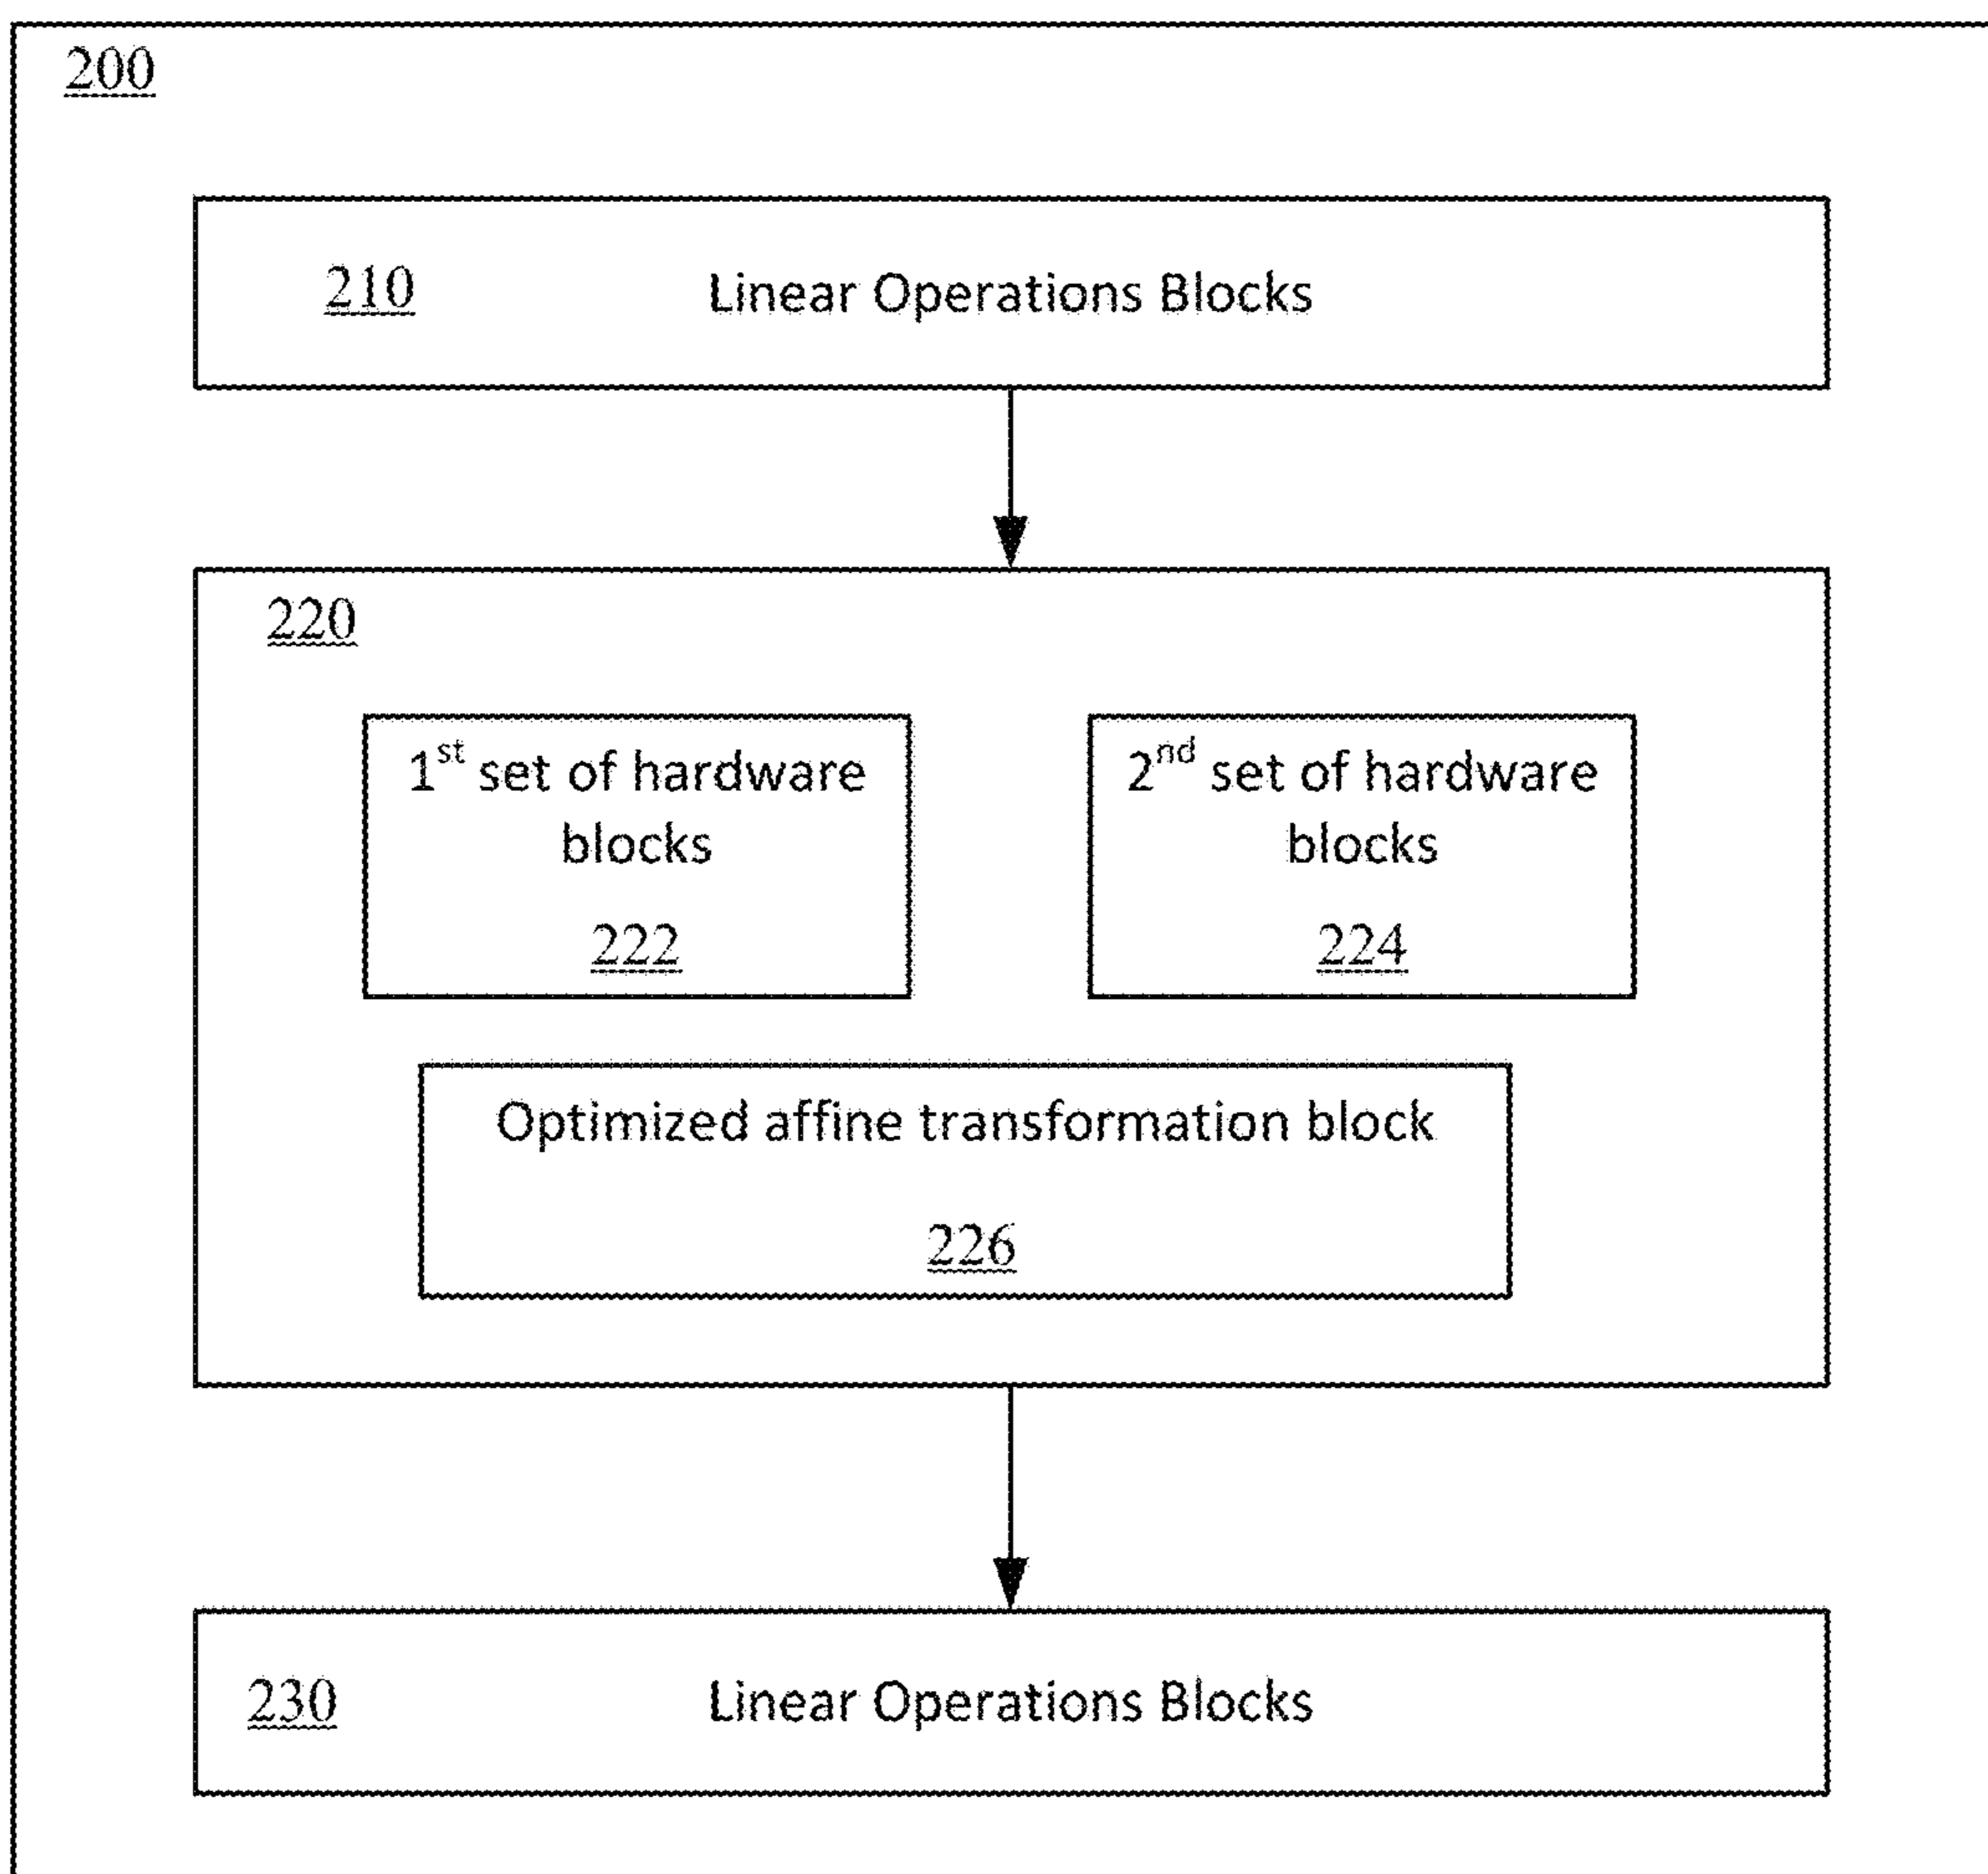 200
210 Linear Operations Blocks
220
1st set of hardware
blocks
222
2nd set of hardware
blocks
224
Optimized affine transformation block
226
230 Linear Operations Blocks